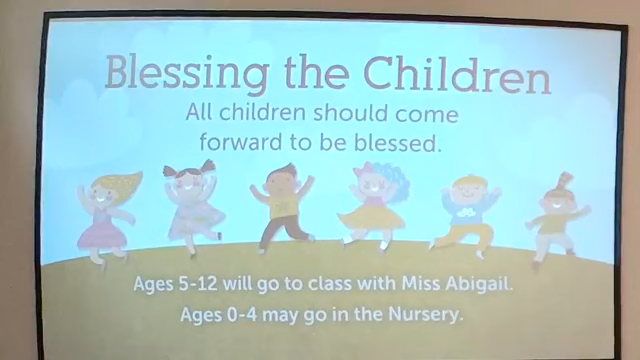 Blessing the Children
All children should come
forward to be blessed.
Ages 5-12 will go to class with Miss Abigail.
Ages 0-4 may go in the Nursery.